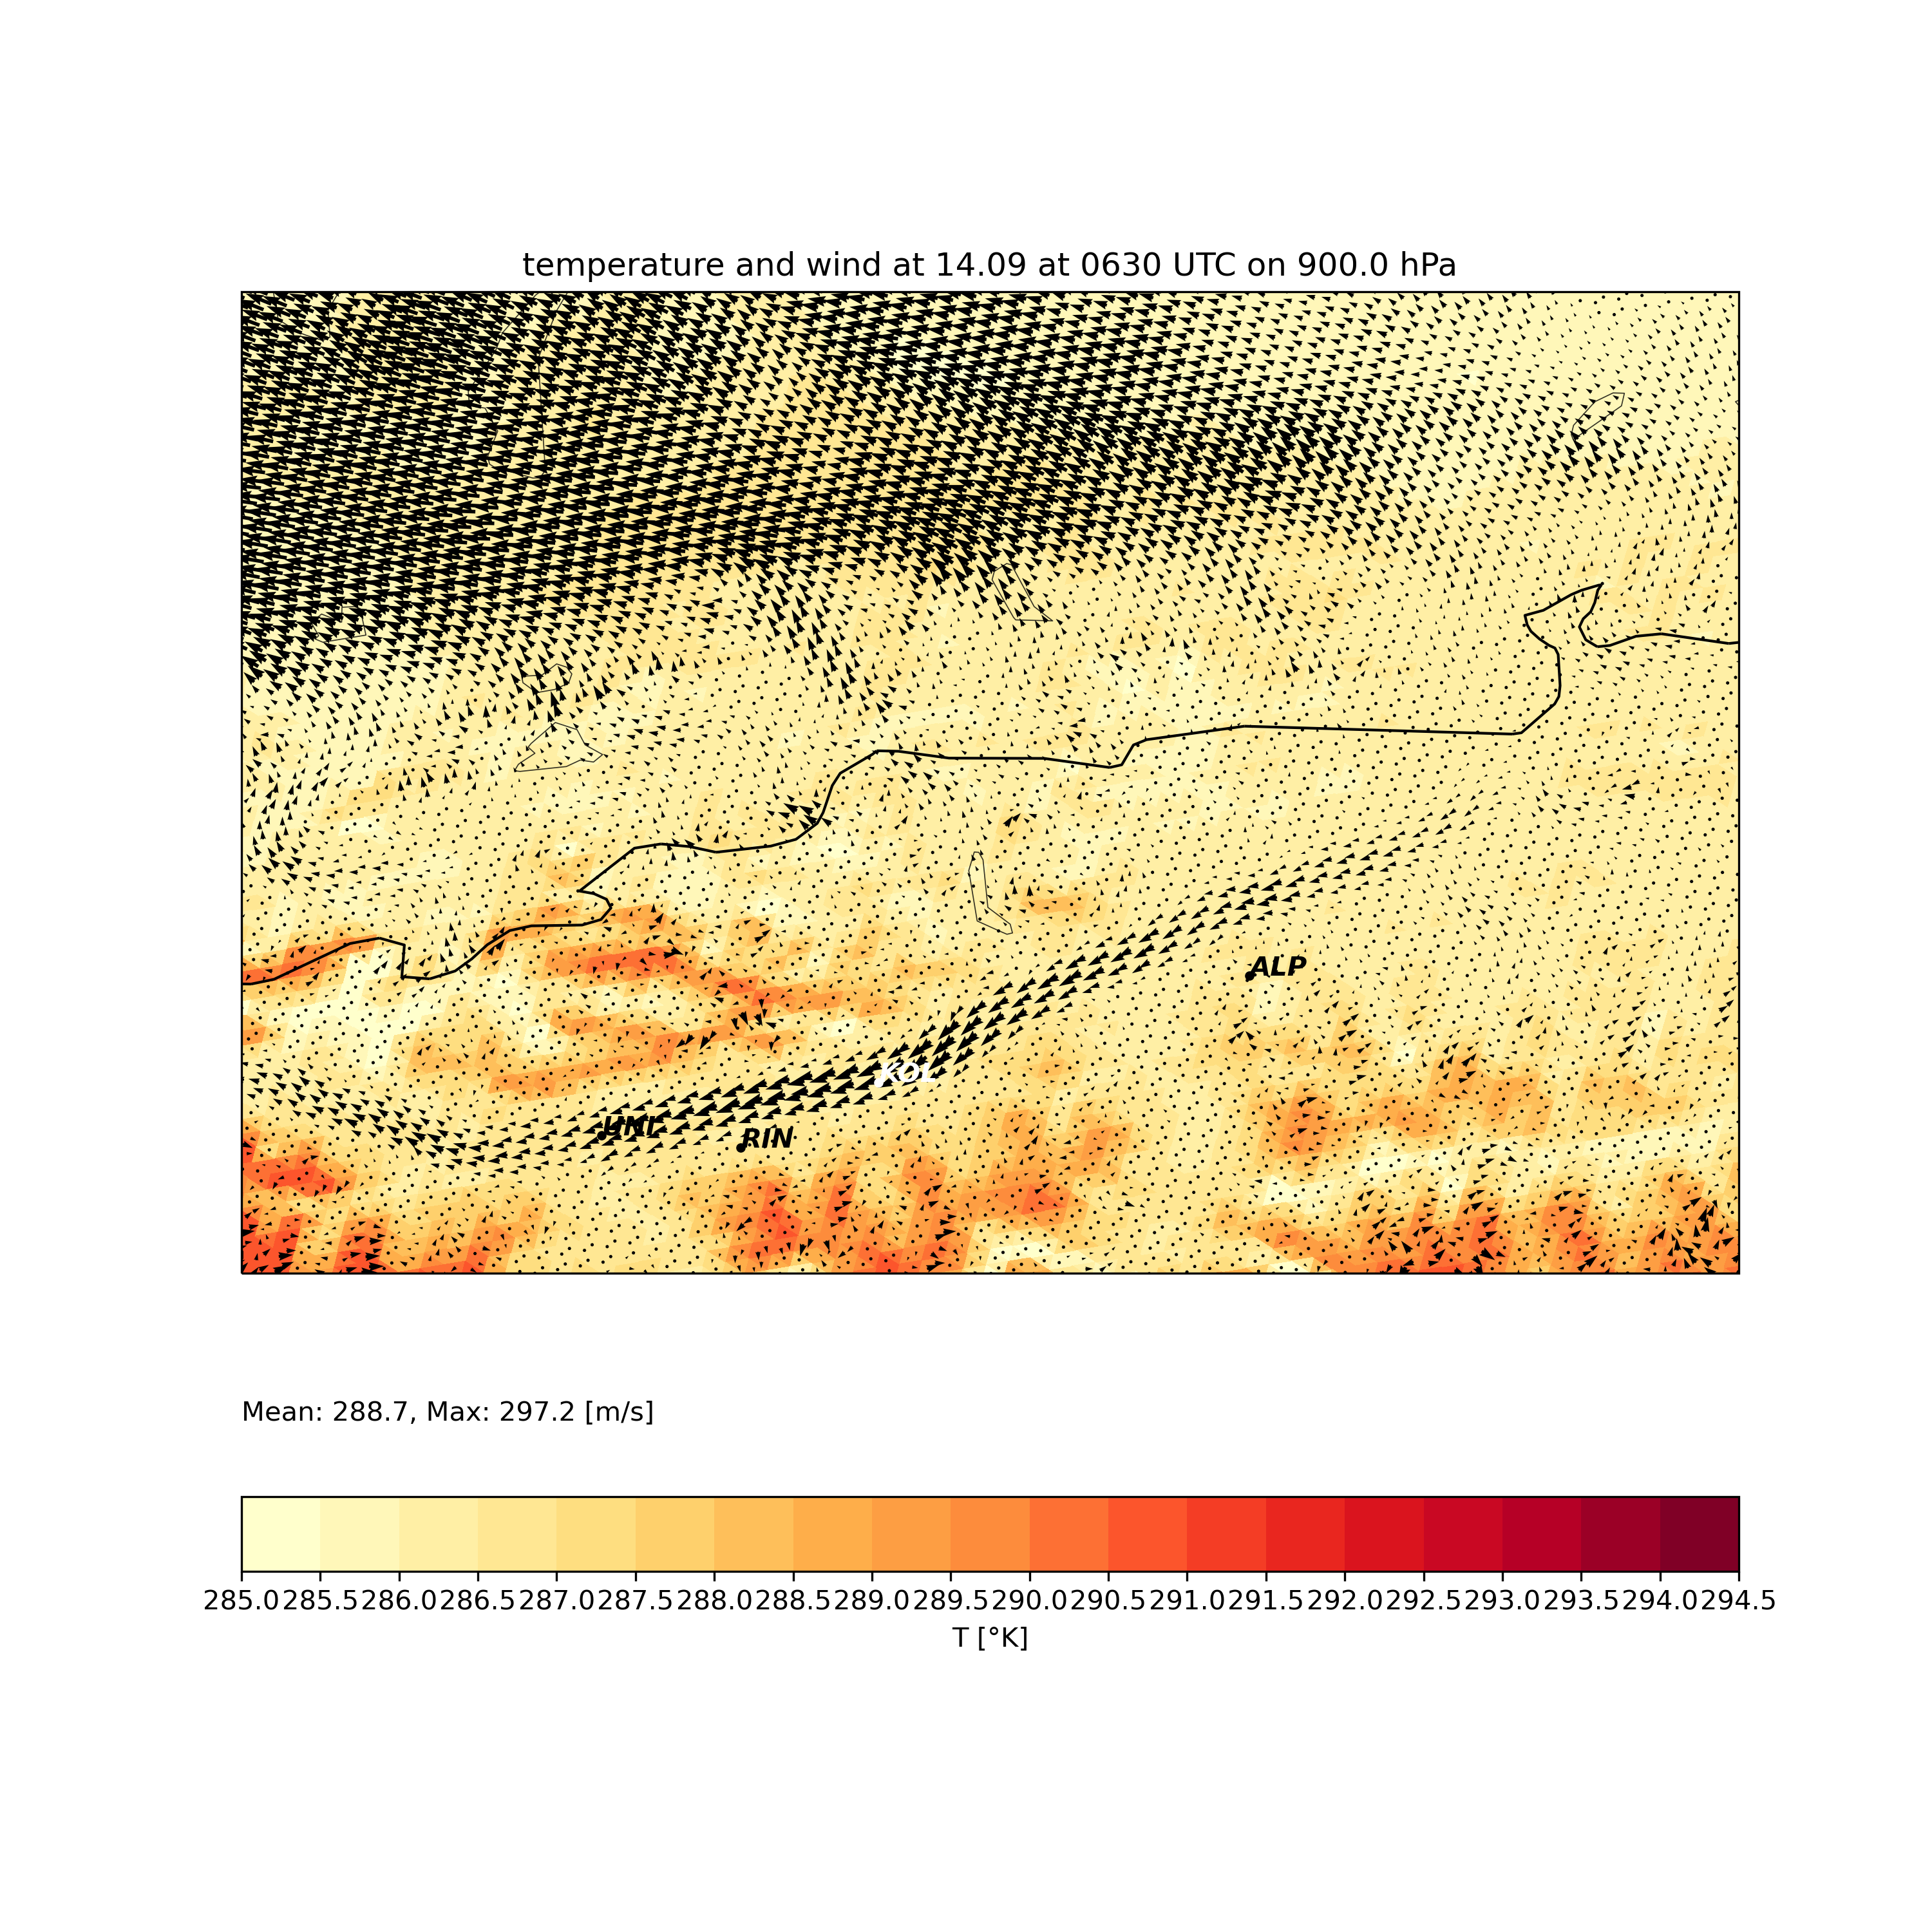 temperature and wind at 14.09 at 0630 UTC on 900.0 hPa
ALP
KOL
UNI
RIN
Mean: 288.7, Max: 297.2 [m/s]
285.0 285.5 286.0 286.5 287.0 287.5 288.0 288.5 289.0 289.5 290.0 290.5 291.0 291.5 292.0 292.5 293.0 293.5 294.0 294.5
T [°K]